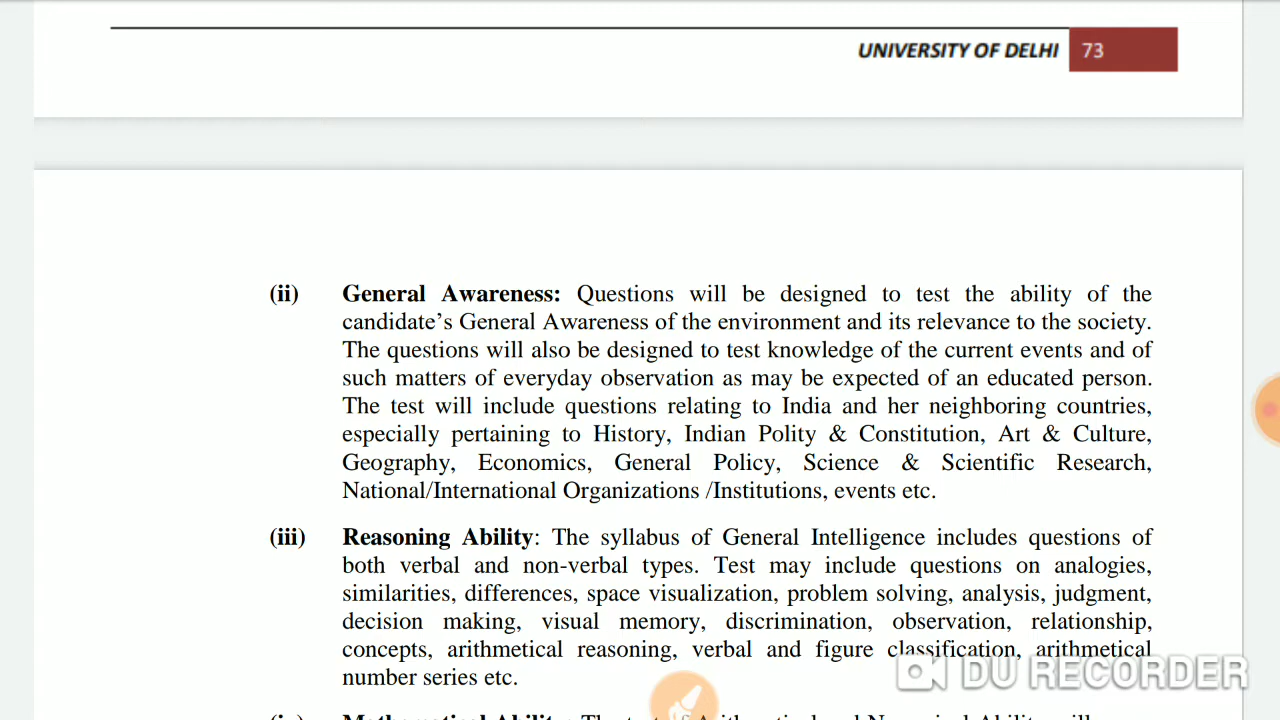 UNIVERSITY OF DELHI 73
(ii) General Awareness: Questions will be designed to test the ability of the
candidate’s General Awareness of the environment and its relevance to the society.
The questions will also be designed to test knowledge of the current events and of
such matters of everyday observation as may be expected of an educated person.
The test will include questions relating to India and her neighboring countries,
especially pertaining to History, Indian Polity & Constitution, Art & Culture,
Geography, Economics, General Policy, Science & Scientific Research,
National/International Organizations /Institutions, events etc.
(iii) Reasoning Ability: The syllabus of General Intelligence includes questions of
both verbal and non-verbal types. Test may include questions on analogies,
similarities, differences, space visualization, problem solving, analysis, judgment,
decision making, visual memory, discrimination, observation, relationship,
concepts, arithmetical reasoning, verbal and figure classification, arithmetical
number series etc.
DU RECORDER